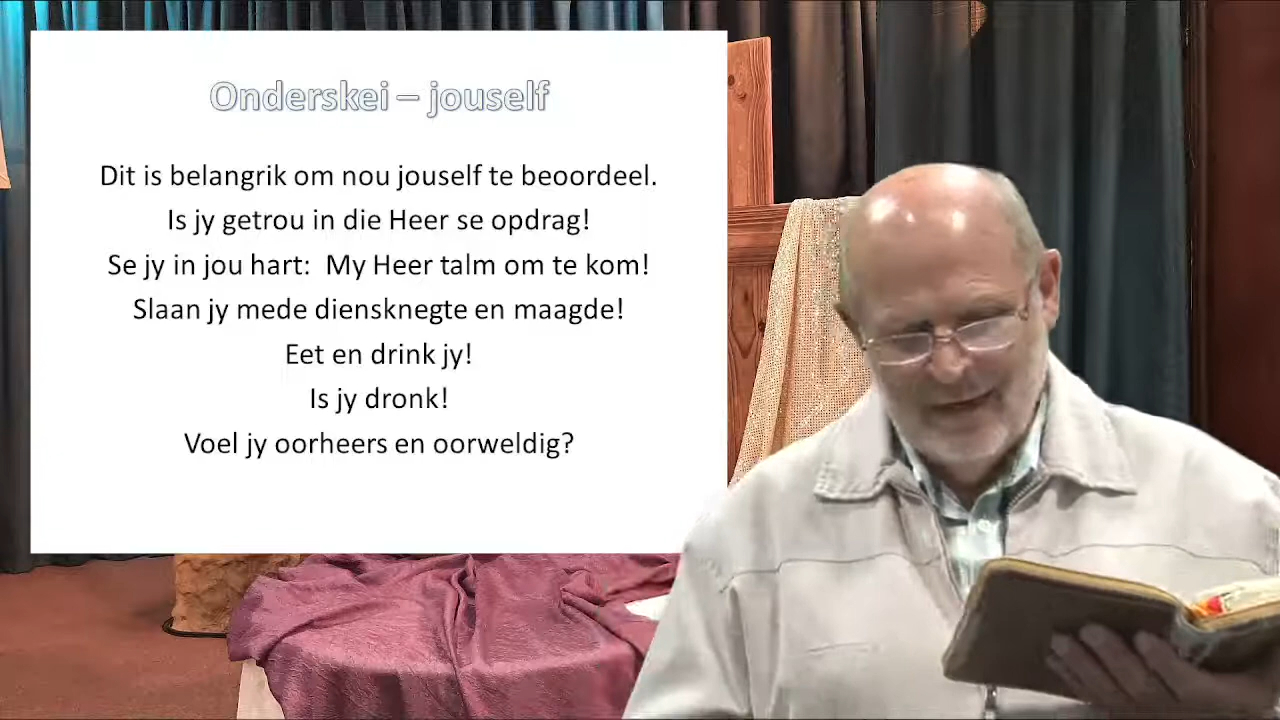 Onderskei – jouself
Dit is belangrik om nou jouself te beoordeel.
Is jy getrou in die Heer se opdrag!
Se jy in jou hart:  My Heer talm om te kom!
Slaan jy mede diensknegte en maagde!
Eet en drink jy!
Is jy dronk!
Voel jy oorheers en oorweldig?